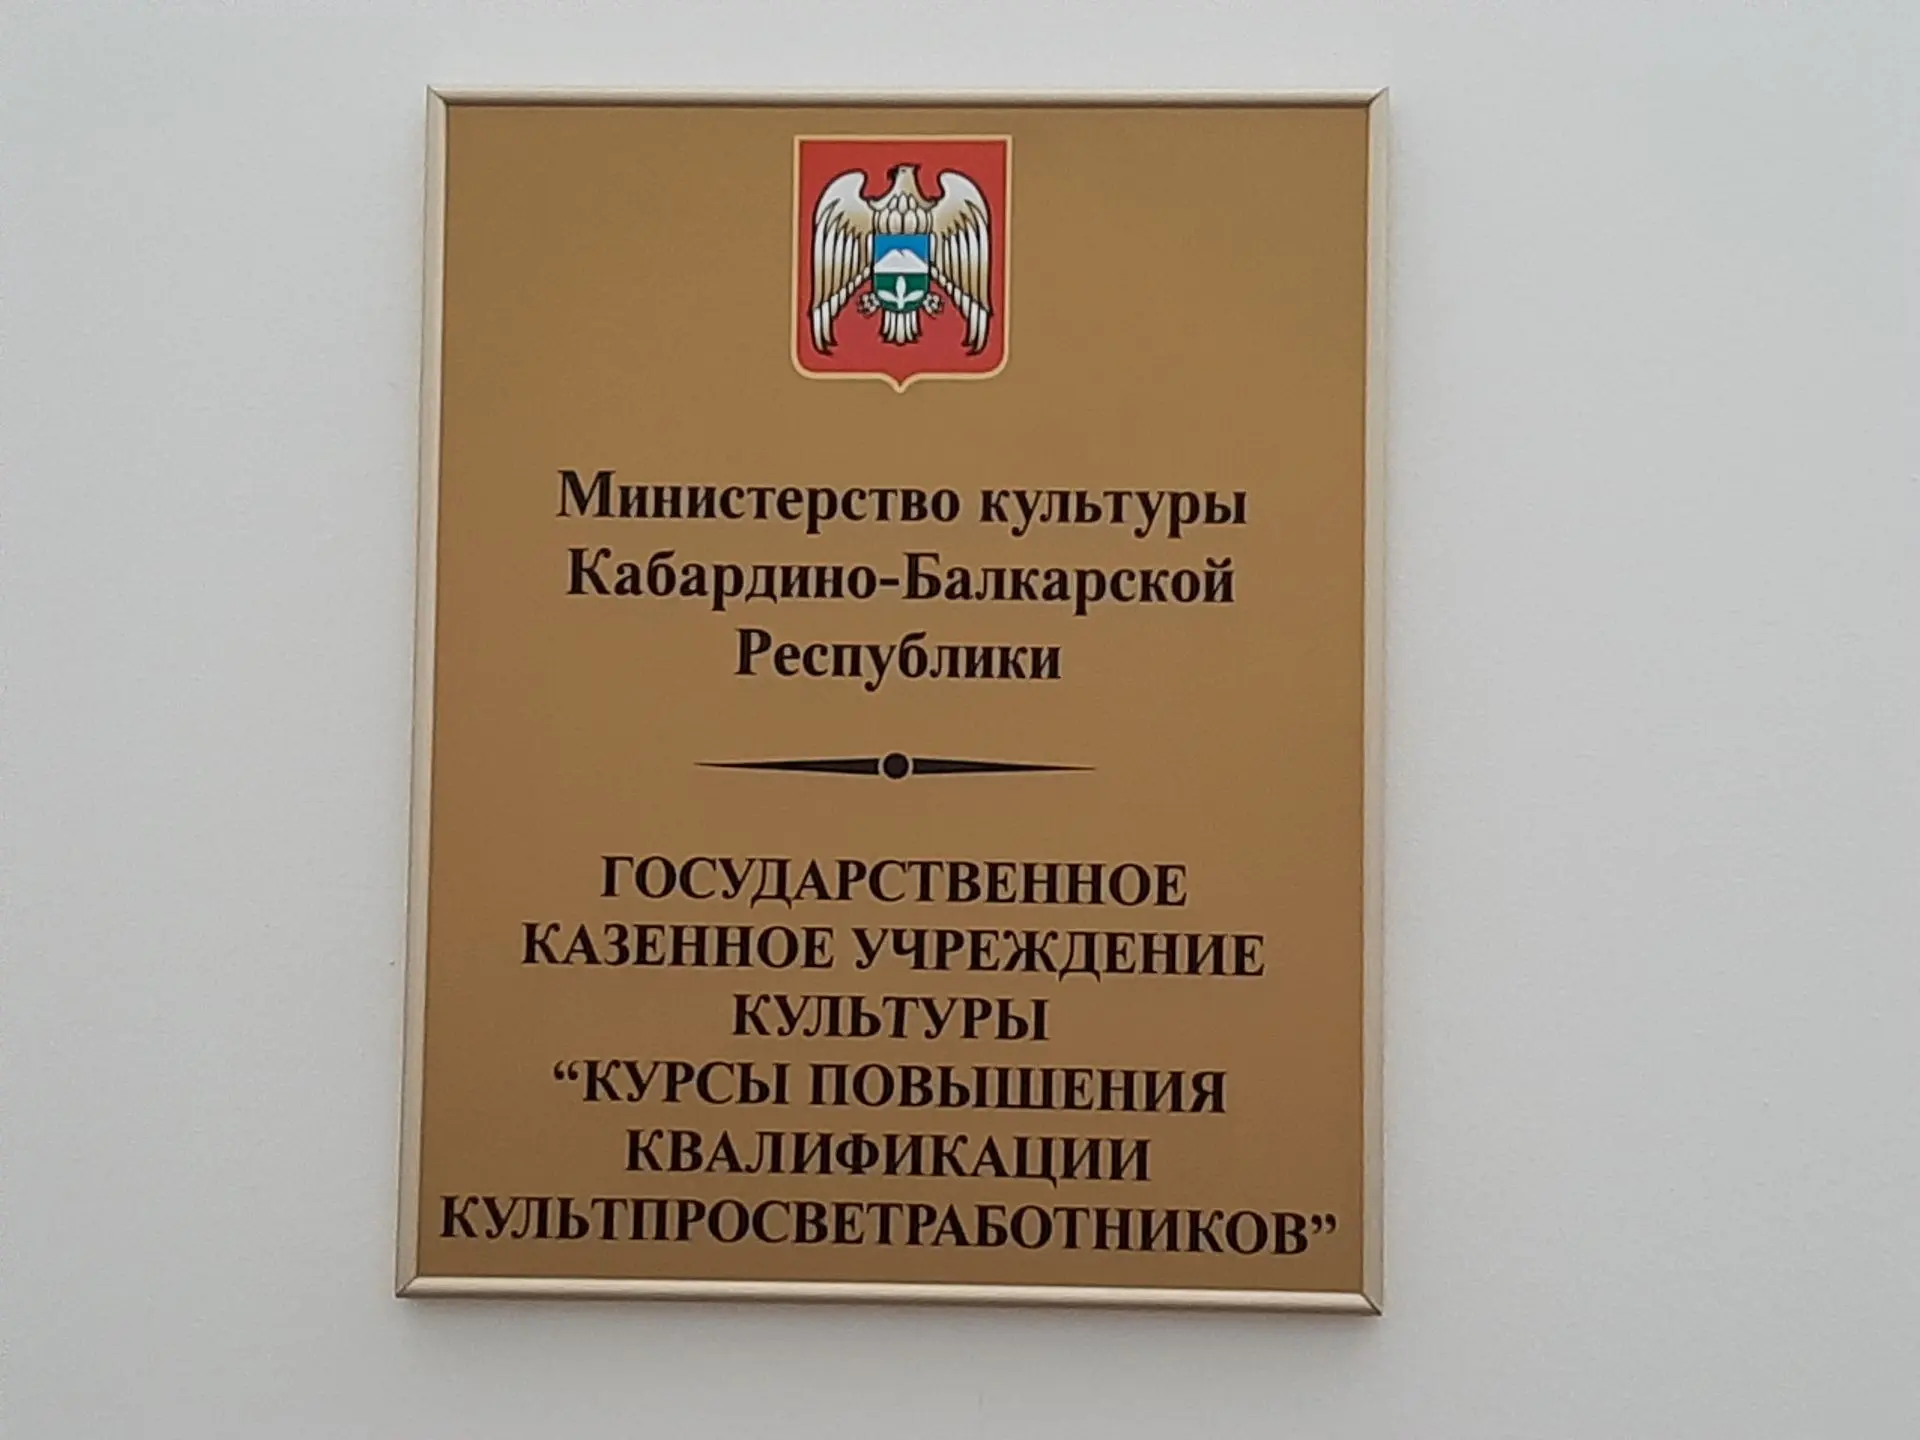 Министерство культуры
Кабардино-Балкарской
Республики
ГОСУДАРСТВЕННОЕ
КАЗЕННОЕ УЧРЕЖДЕНИЕ
КУЛЬТУРЫ
“КУРСЫ ПОВЫШЕНИЯ
КВАЛИФИКАЦИИ
КУЛЬТПРОСВЕТРАБОТНИКОВ”